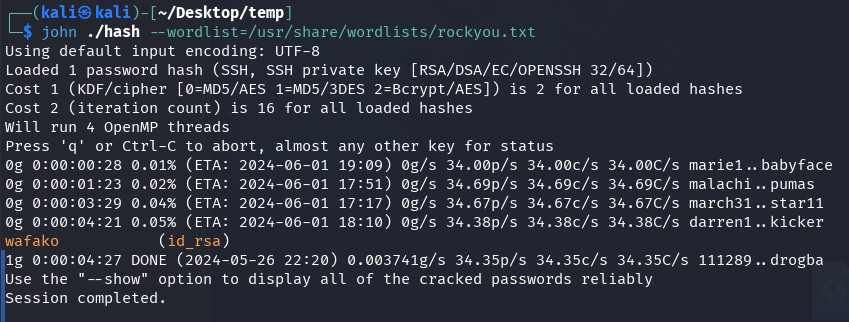 ┌──(kali㉿kali)-[~/Desktop/temp]
└─$ john ./hash --wordlist=/usr/share/wordlists/rockyou.txt
Using default input encoding: UTF-8
Loaded 1 password hash (SSH, SSH private key [RSA/DSA/EC/OPENSSH 32/64])
Cost 1 (KDF/cipher [0=MD5/AES 1=MD5/3DES 2=Bcrypt/AES]) is 2 for all loaded hashes
Cost 2 (iteration count) is 16 for all loaded hashes
Will run 4 OpenMP threads
Press 'q' or Ctrl-C to abort, almost any other key for status
0g 0:00:00:28 0.01% (ETA: 2024-06-01 19:09) 0g/s 34.00p/s 34.00c/s 34.00C/s marie1..babyface
0g 0:00:01:23 0.02% (ETA: 2024-06-01 17:51) 0g/s 34.69p/s 34.69c/s 34.69C/s malachi..pumas
0g 0:00:03:29 0.04% (ETA: 2024-06-01 17:17) 0g/s 34.67p/s 34.67c/s 34.67C/s march31..star11
0g 0:00:04:21 0.05% (ETA: 2024-06-01 18:10) 0g/s 34.38p/s 34.38c/s 34.38C/s darren1..kicker
wafako           (id_rsa)
1g 0:00:04:27 DONE (2024-05-26 22:20) 0.003741g/s 34.35p/s 34.35c/s 34.35C/s 111289..drogba
Use the "--show" option to display all of the cracked passwords reliably
Session completed.